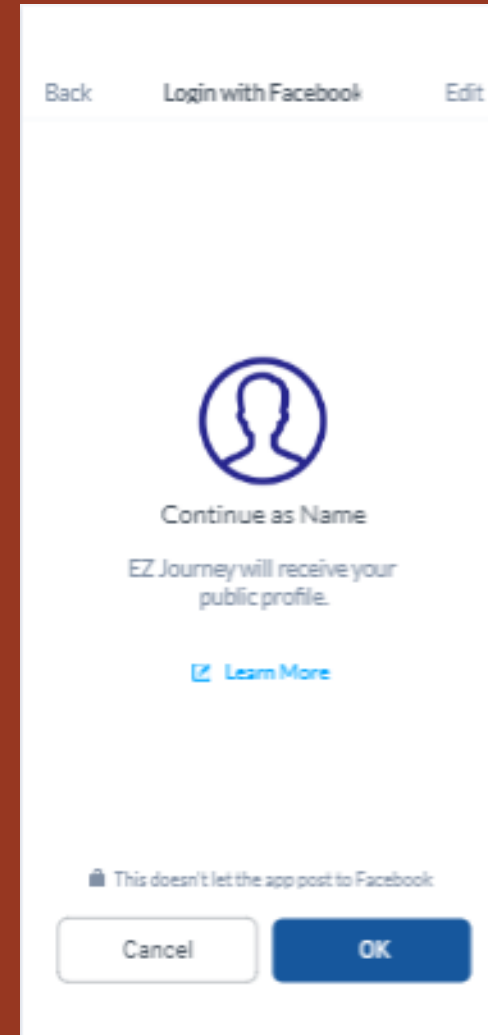 Back Login with Facebook Edit
Continue as Name
EZ Journey will receive your
public profile.
Learn More
This doesn't let the app post to Facebook
Cancel OK